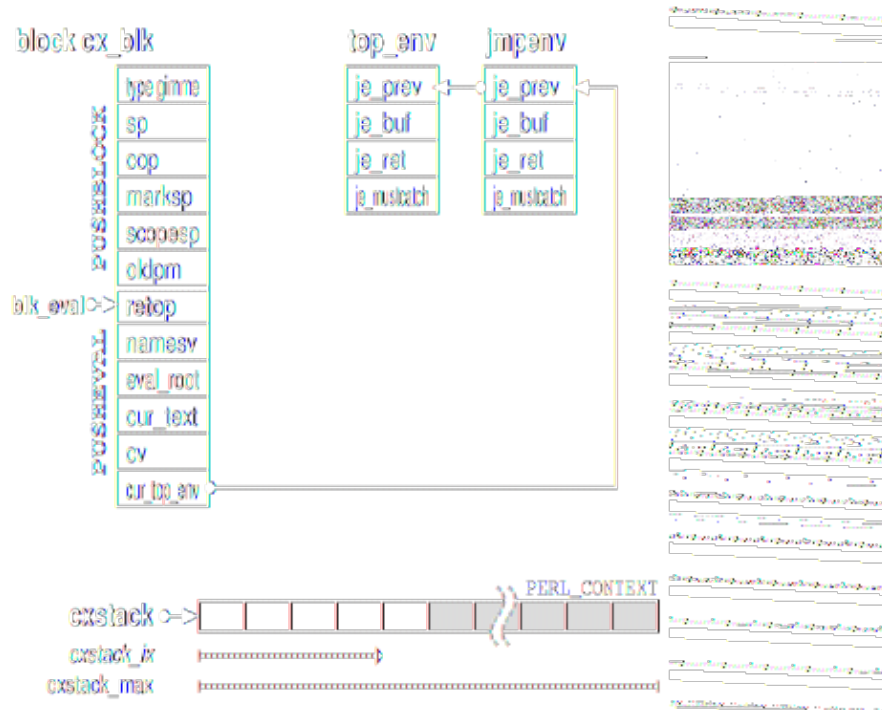 block cx_blk
top_env
jmpenv
PUSHBLOCK
type gimme
sp
cop
marksp
scopesp
oldpm
blk_eval
PUSHEVAL
retop
namesv
eval_root
cur_text
cv
cur_top_env
je_prev
je_buf
je_ret
je_mustcatch
je_prev
je_buf
je_ret
je_mustcatch
PERL_CONTEXT
cxstack
cxstack_ix
cxstack_max